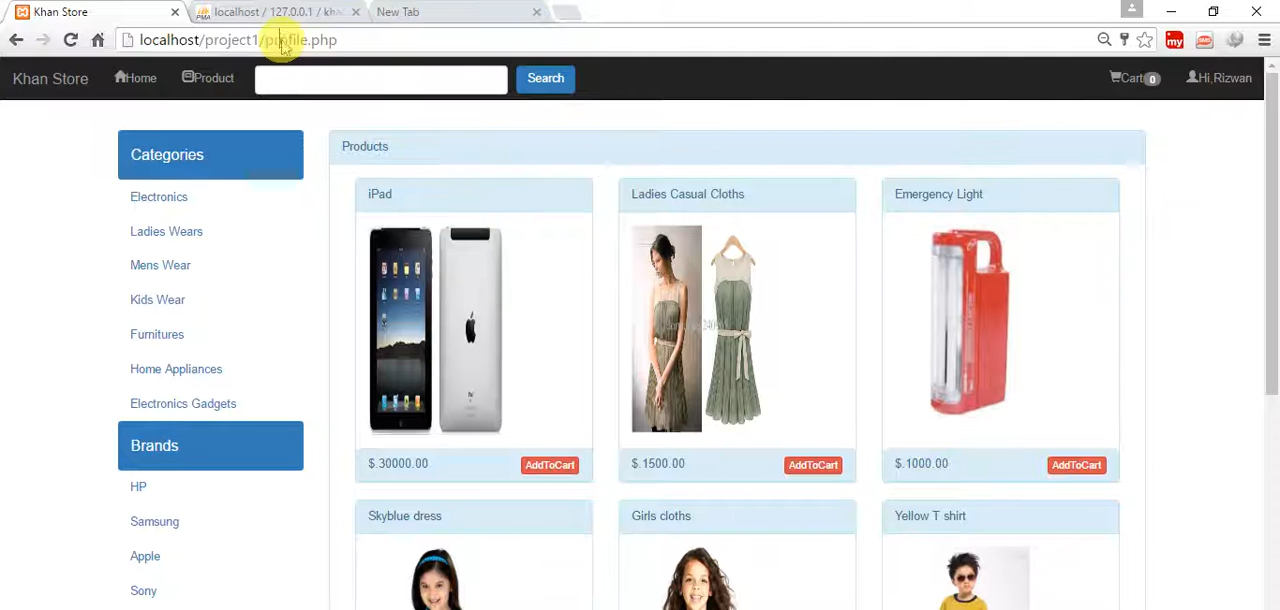 Khan Store
localhost / 127.0.0.1 / kha
New Tab
localhost/project1/profile.php
Khan Store Home Product Search Cart 0 Hi,Rizwan
Categories
Electronics
Ladies Wears
Mens Wear
Kids Wear
Furnitures
Home Appliances
Electronics Gadgets
Brands
HP
Samsung
Apple
Sony
Products
iPad
Ladies Casual Cloths
Emergency Light
$.30000.00 AddToCart
$.1500.00 AddToCart
$.1000.00 AddToCart
Skyblue dress
Girls cloths
Yellow T shirt